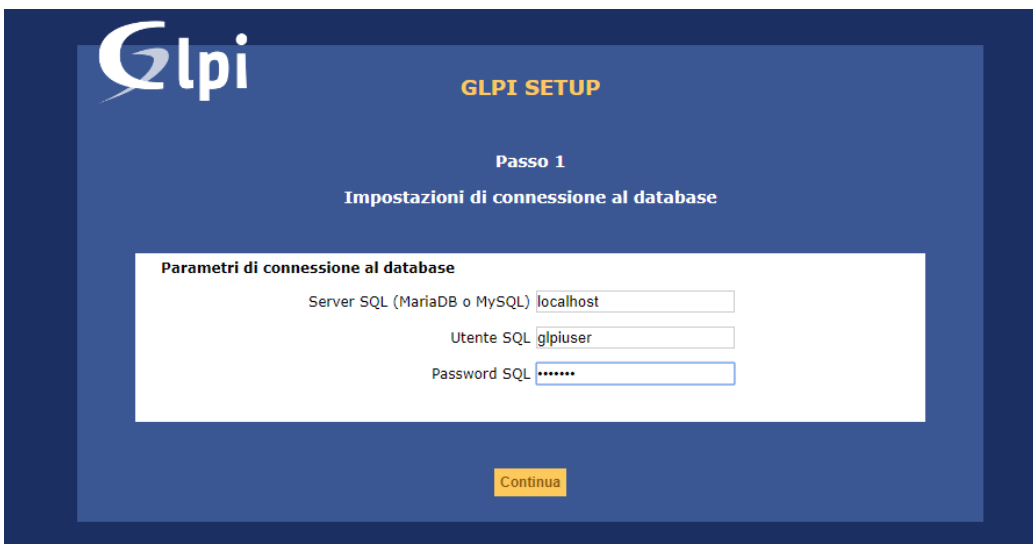 Glpi
GLPI SETUP
Passo 1
Impostazioni di connessione al database
Parametri di connessione al database
Server SQL (MariaDB o MySQL) localhost
Utente SQL glpiuser
Password SQL •••••••
Continua